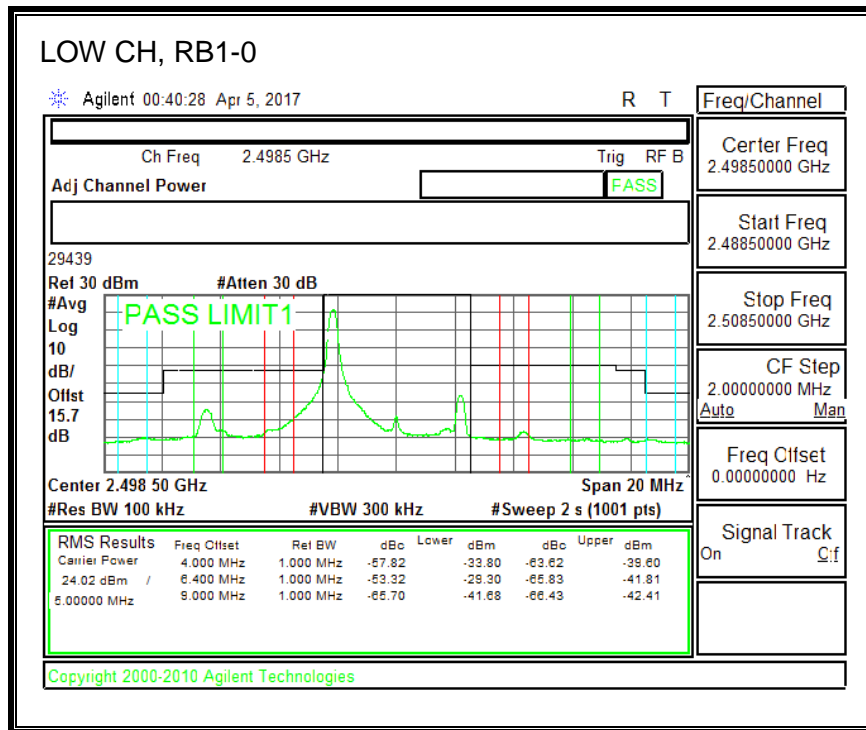 LOW CH, RB1-0
Agilent 00:40:28 Apr 5, 2017 R T
Freq/Channel
Ch Freq 2.4985 GHz Trig RF B
Adj Channel Power
PASS
Center Freq
2.49850000 GHz
Start Freq
2.48850000 GHz
Stop Freq
2.50850000 GHz
CF Step
2.00000000 MHz
Auto Man
Freq Offset
0.00000000 Hz
Signal Track
On Off
29439
Ref 30 dBm #Atten 30 dB
#Avg
Log
10
dB/
Offst
15.7
dB
PASS LIMIT1
Center 2.498 50 GHz Span 20 MHz
#Res BW 100 kHz #VBW 300 kHz #Sweep 2 s (1001 pts)
RMS Results Freq Offset Ref BW dBc Lower dBm dBc Upper dBm
Carrier Power 4.000 MHz 1.000 MHz -57.82 -33.80 -63.62 -39.60
24.02 dBm / 6.400 MHz 1.000 MHz -53.32 -29.30 -65.83 -41.81
5.00000 MHz 9.000 MHz 1.000 MHz -65.70 -41.68 -66.43 -42.41
Copyright 2000-2010 Agilent Technologies